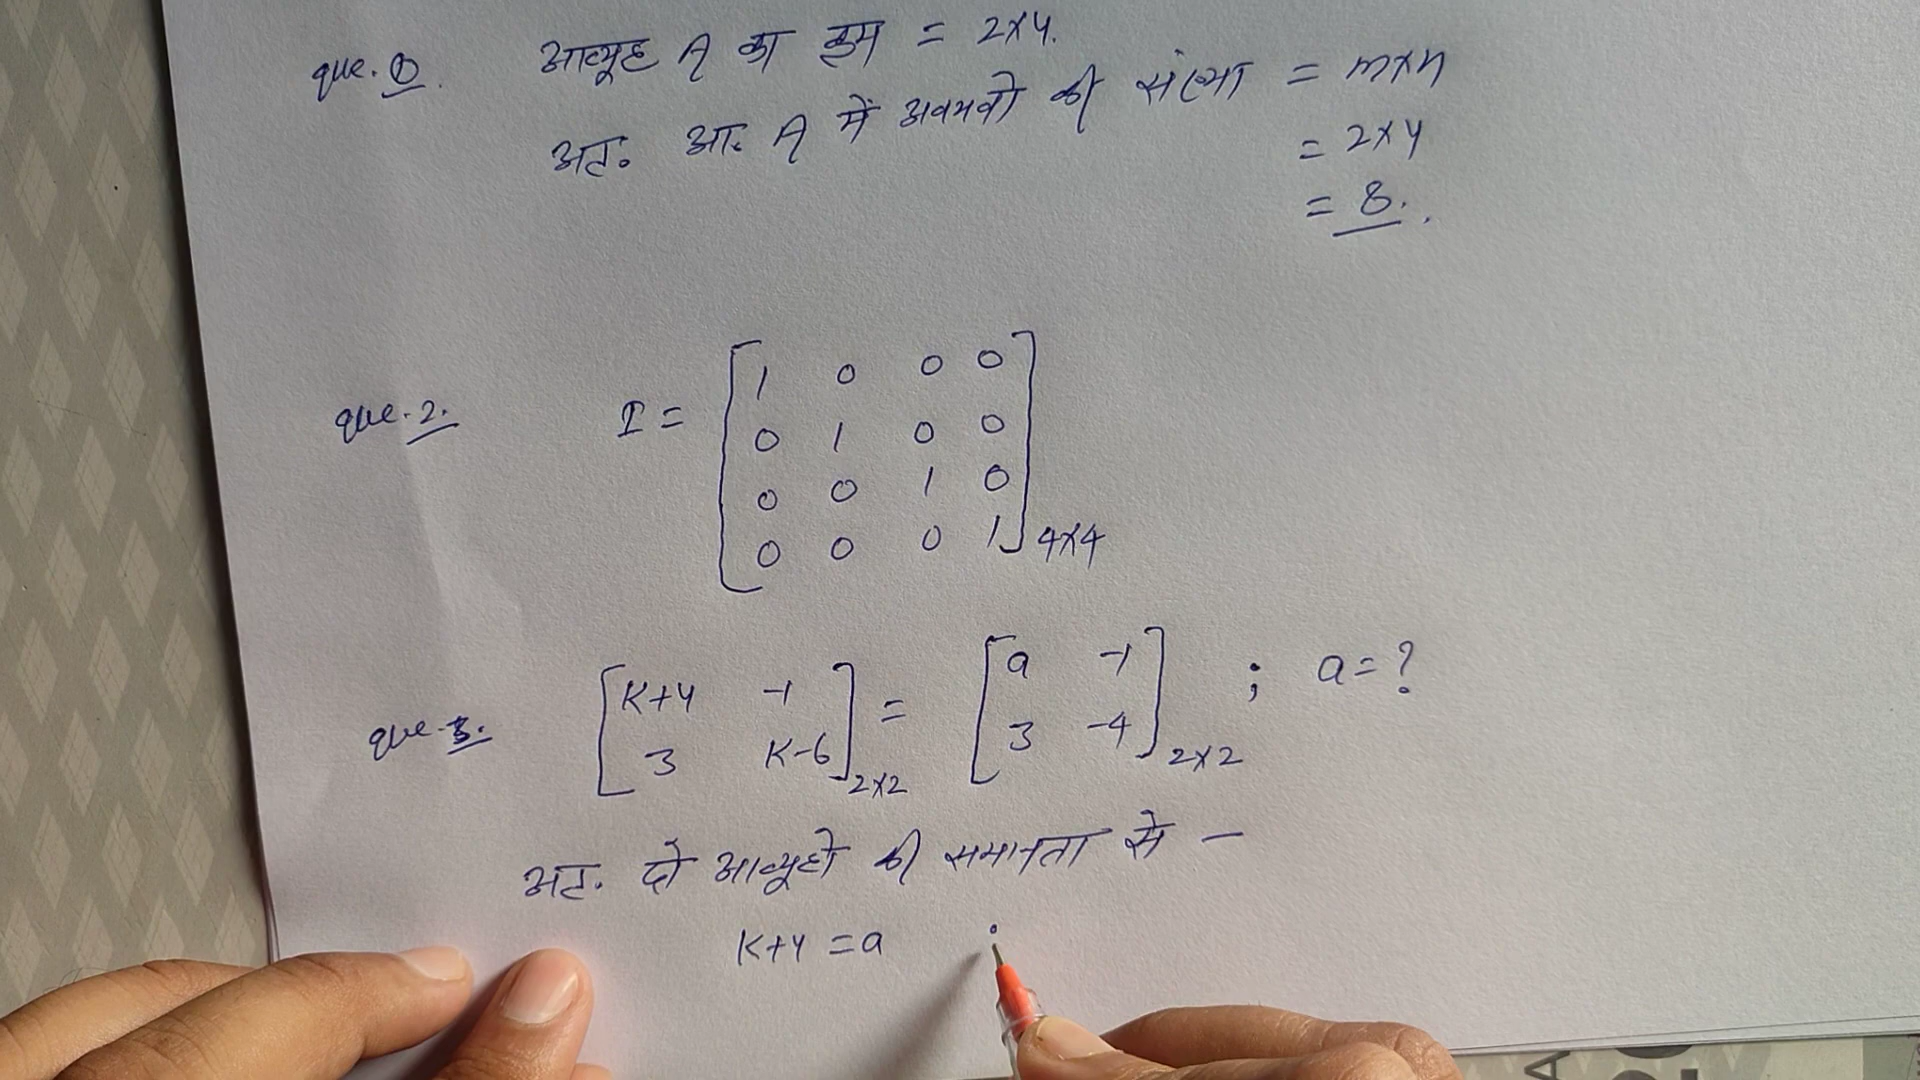 que. ① आव्यूह A का क्रम = 2×4.
अतः आ. A में अवयवों की संख्या = m×n
= 2×4
= 8.
que. 2. I = [1 0 0 0
0 1 0 0
0 0 1 0
0 0 0 1] 4×4
que. 3. [K+4 -1
3 K-6] 2×2 = [a -1
3 -4] 2×2 ; a = ?
अतः दो आव्यूहों की समानता से —
K+4 = a